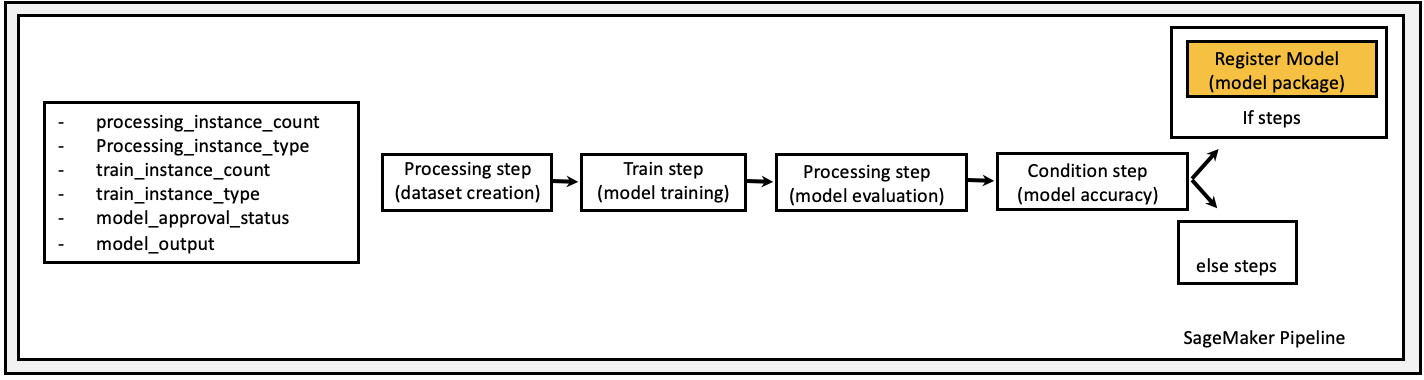 - processing_instance_count
- Processing_instance_type
- train_instance_count
- train_instance_type
- model_approval_status
- model_output
Processing step
(dataset creation)
Train step
(model training)
Processing step
(model evaluation)
Condition step
(model accuracy)
Register Model
(model package)
If steps
else steps
SageMaker Pipeline